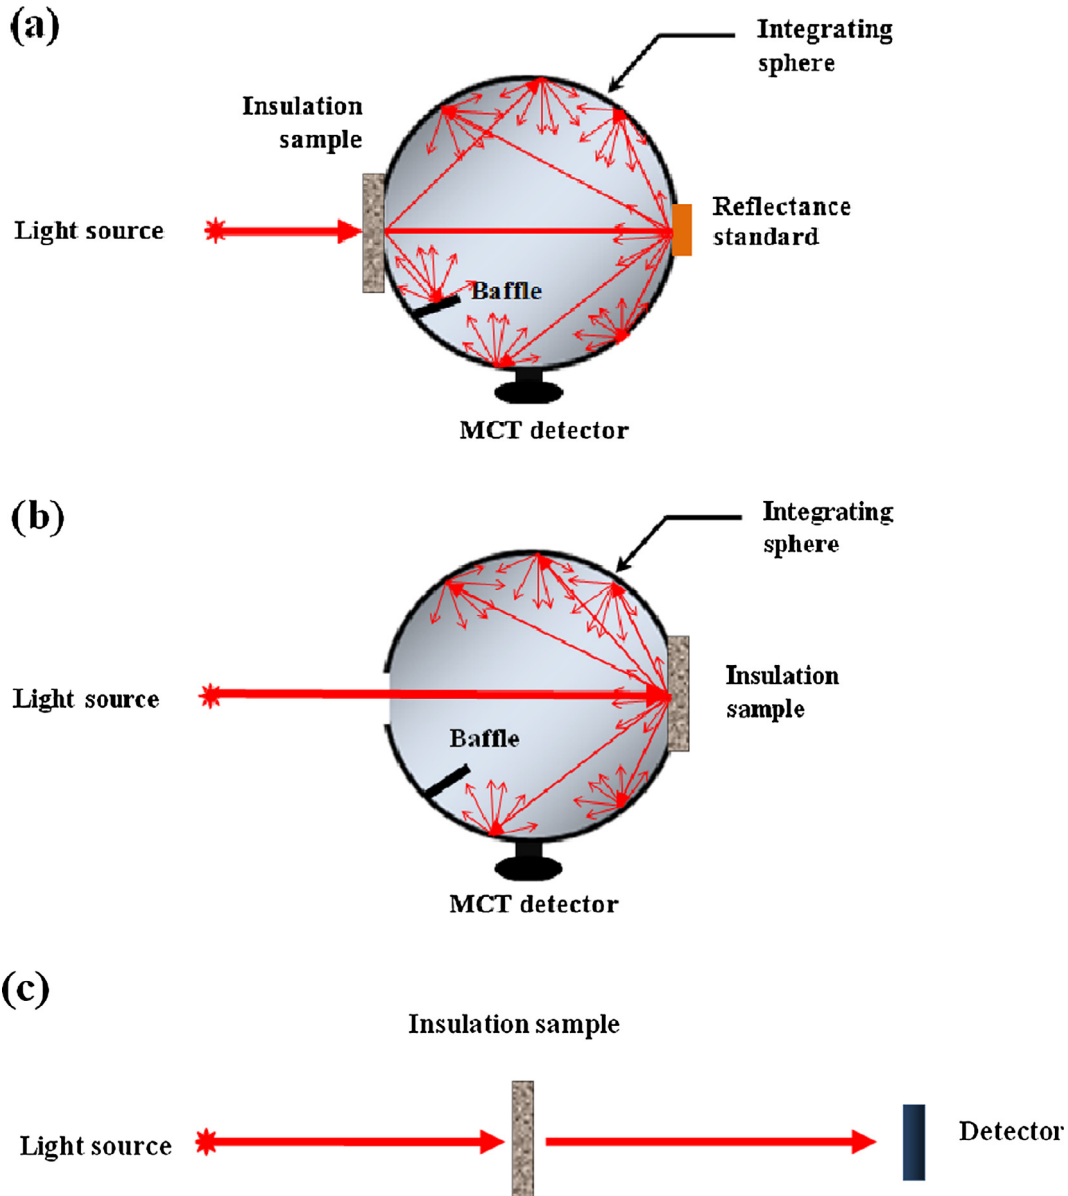 (a)
Integrating
sphere
Insulation
sample
Light source
Reflectance
standard
Baffle
MCT detector
(b)
Integrating
sphere
Light source
Insulation
sample
Baffle
MCT detector
(c)
Insulation sample
Light source
Detector